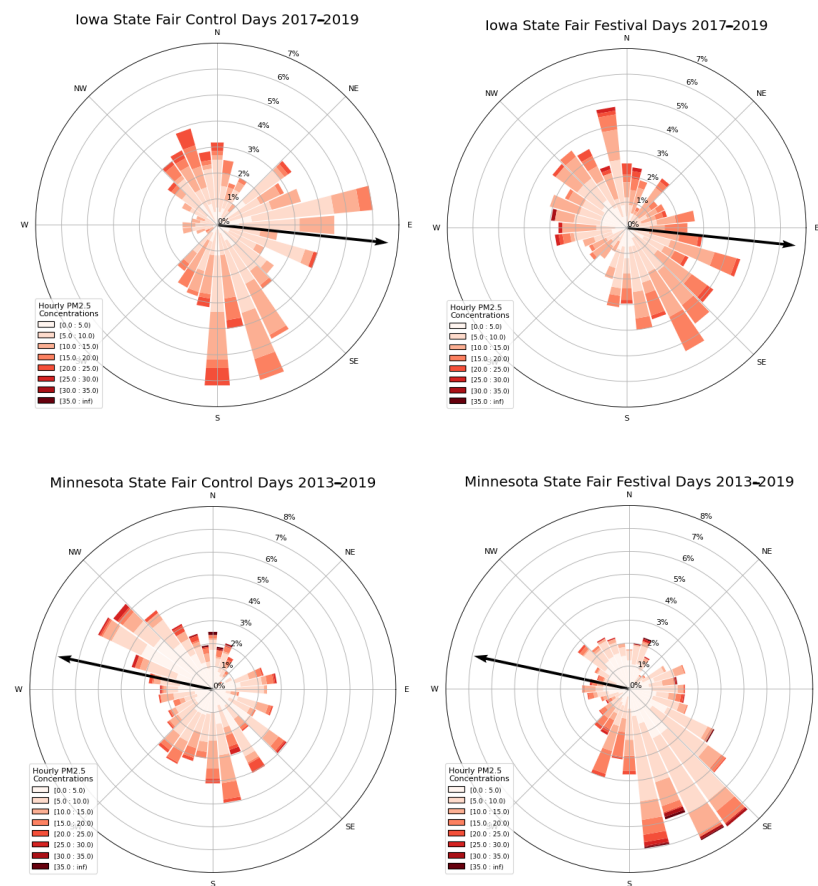 Iowa State Fair Control Days 2017–2019
N
7%
6%
5%
4%
3%
2%
1%
0%
NW
NE
W
E
SE
S
Hourly PM2.5
Concentrations
[0.0 : 5.0)
[5.0 : 10.0)
[10.0 : 15.0)
[15.0 : 20.0)
[20.0 : 25.0)
[25.0 : 30.0)
[30.0 : 35.0)
[35.0 : inf)
Iowa State Fair Festival Days 2017–2019
N
7%
6%
5%
4%
3%
2%
1%
0%
NW
NE
W
E
SE
S
Hourly PM2.5
Concentrations
[0.0 : 5.0)
[5.0 : 10.0)
[10.0 : 15.0)
[15.0 : 20.0)
[20.0 : 25.0)
[25.0 : 30.0)
[30.0 : 35.0)
[35.0 : inf)
Minnesota State Fair Control Days 2013–2019
N
8%
7%
6%
5%
4%
3%
2%
1%
0%
NW
NE
W
E
SE
S
Hourly PM2.5
Concentrations
[0.0 : 5.0)
[5.0 : 10.0)
[10.0 : 15.0)
[15.0 : 20.0)
[20.0 : 25.0)
[25.0 : 30.0)
[30.0 : 35.0)
[35.0 : inf)
Minnesota State Fair Festival Days 2013–2019
N
8%
7%
6%
5%
4%
3%
2%
1%
0%
NW
NE
W
E
SE
S
Hourly PM2.5
Concentrations
[0.0 : 5.0)
[5.0 : 10.0)
[10.0 : 15.0)
[15.0 : 20.0)
[20.0 : 25.0)
[25.0 : 30.0)
[30.0 : 35.0)
[35.0 : inf)